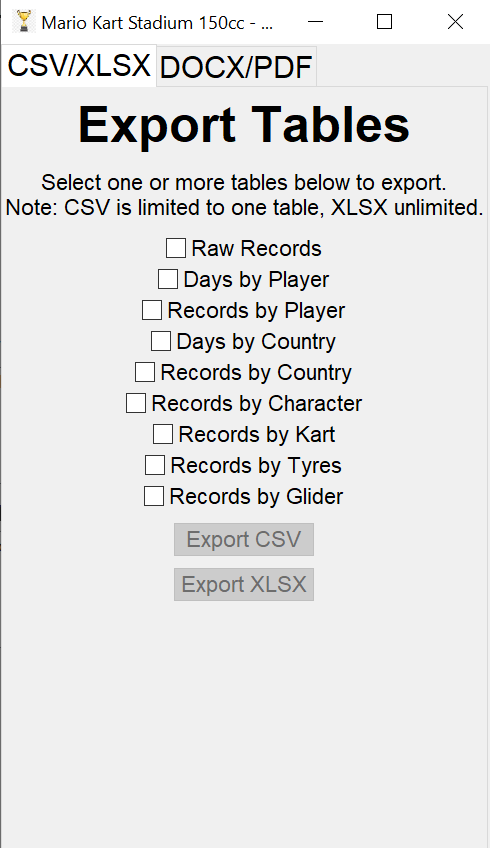 Mario Kart Stadium 150cc - ...
CSV/XLSX
DOCX/PDF
Export Tables
Select one or more tables below to export.
Note: CSV is limited to one table, XLSX unlimited.
Raw Records
Days by Player
Records by Player
Days by Country
Records by Country
Records by Character
Records by Kart
Records by Tyres
Records by Glider
Export CSV
Export XLSX